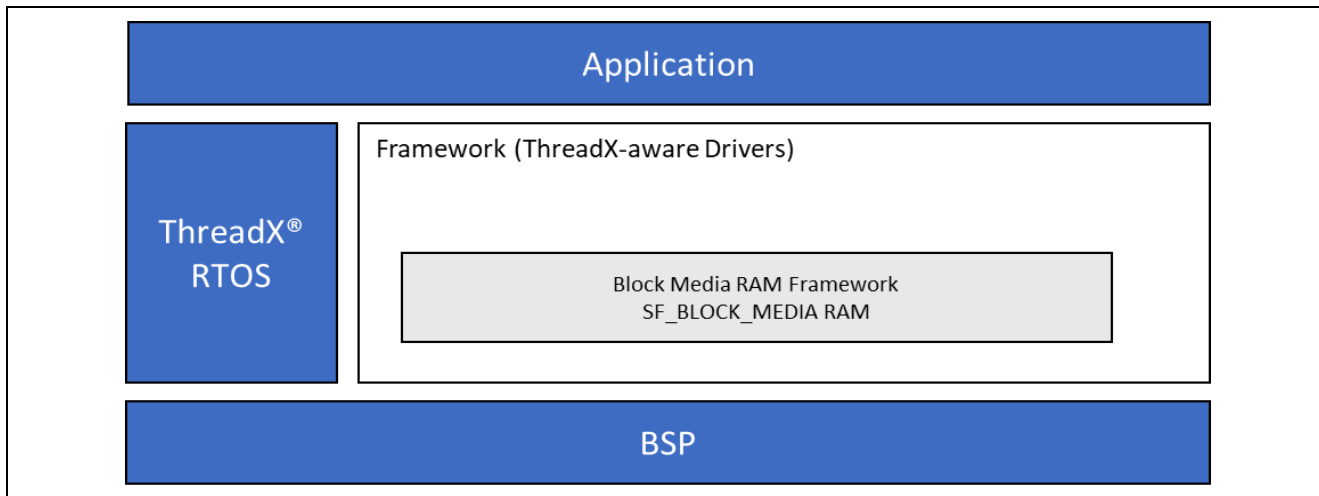 Application
ThreadX®
RTOS
Framework (ThreadX-aware Drivers)
Block Media RAM Framework
SF_BLOCK_MEDIA RAM
BSP